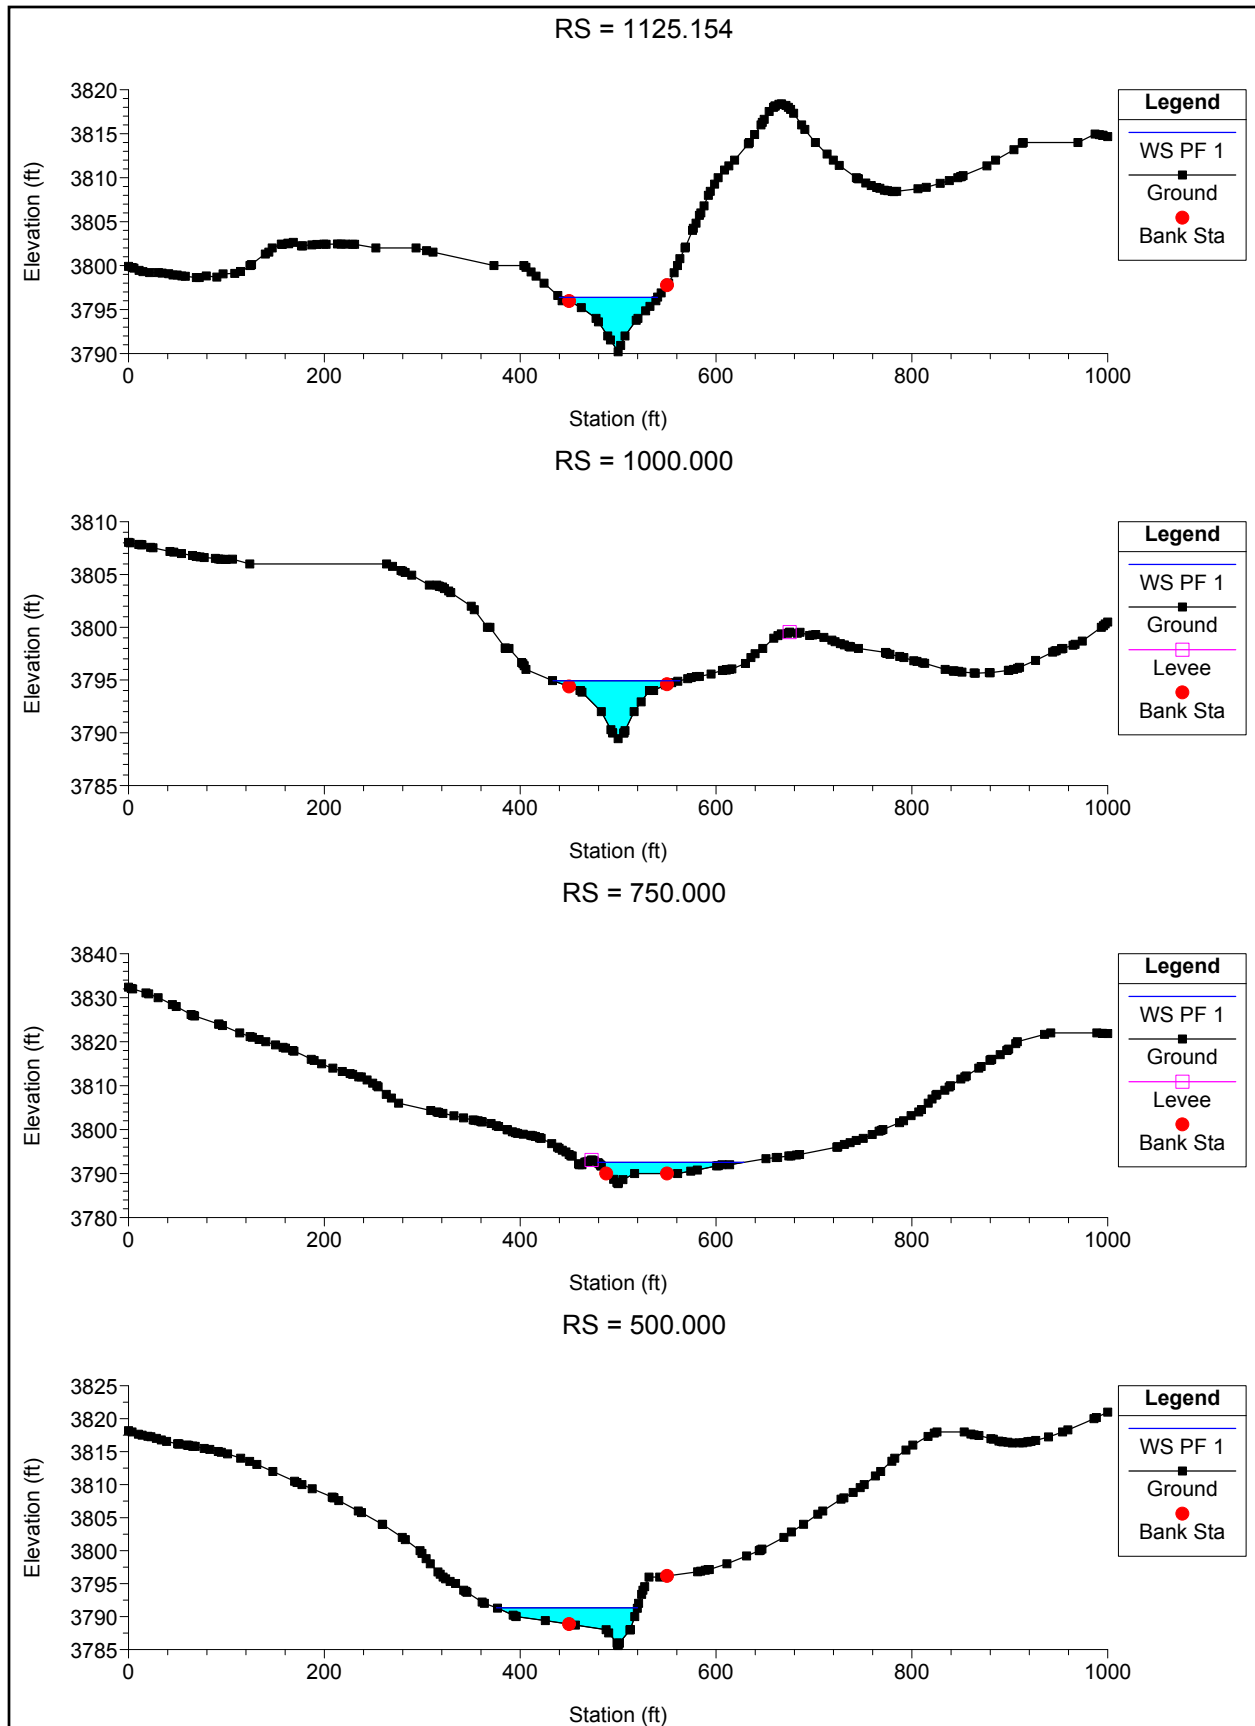 RS = 1125.154
Elevation (ft)
3820
3815
3810
3805
3800
3795
3790
0 200 400 600 800 1000
Station (ft)
Legend
WS PF 1
Ground
Bank Sta
RS = 1000.000
Elevation (ft)
3810
3805
3800
3795
3790
3785
0 200 400 600 800 1000
Station (ft)
Legend
WS PF 1
Ground
Levee
Bank Sta
RS = 750.000
Elevation (ft)
3840
3830
3820
3810
3800
3790
3780
0 200 400 600 800 1000
Station (ft)
Legend
WS PF 1
Ground
Levee
Bank Sta
RS = 500.000
Elevation (ft)
3825
3820
3815
3810
3805
3800
3795
3790
3785
0 200 400 600 800 1000
Station (ft)
Legend
WS PF 1
Ground
Bank Sta